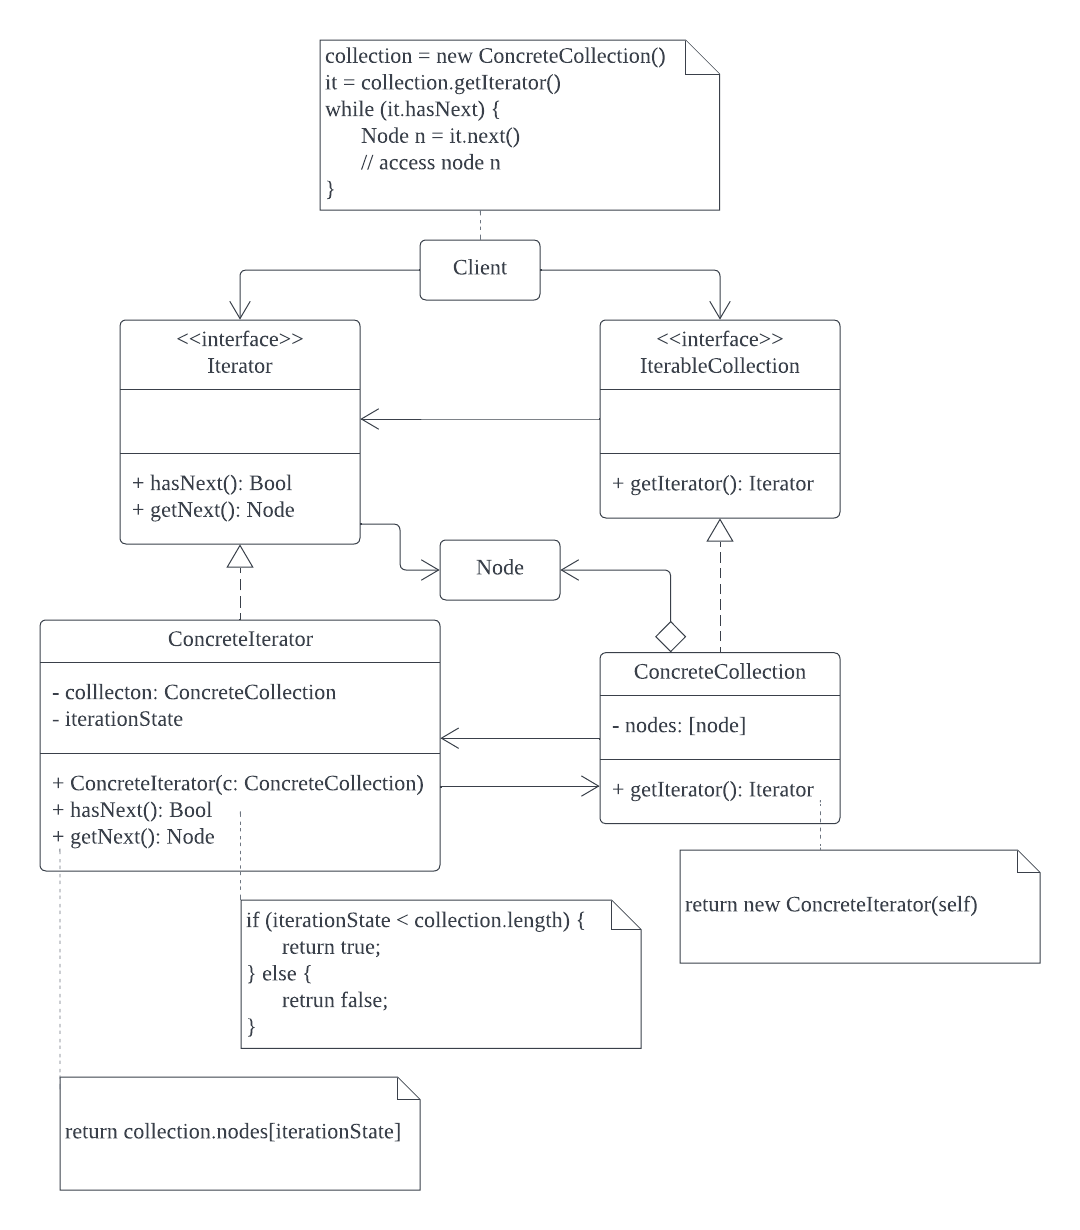 collection = new ConcreteCollection()
it = collection.getIterator()
while (it.hasNext) {
Node n = it.next()
// access node n
}
Client
<<interface>>
Iterator
+ hasNext(): Bool
+ getNext(): Node
<<interface>>
IterableCollection
+ getIterator(): Iterator
Node
ConcreteIterator
- colllecton: ConcreteCollection
- iterationState
+ ConcreteIterator(c: ConcreteCollection)
+ hasNext(): Bool
+ getNext(): Node
ConcreteCollection
- nodes: [node]
+ getIterator(): Iterator
return new ConcreteIterator(self)
if (iterationState < collection.length) {
return true;
} else {
retrun false;
}
return collection.nodes[iterationState]